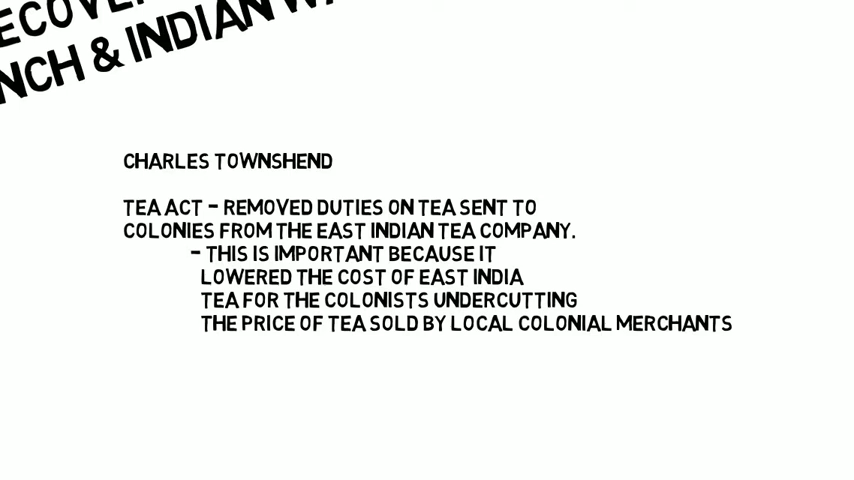 ECOVE
NCH & INDIAN W
CHARLES TOWNSHEND
TEA ACT - REMOVED DUTIES ON TEA SENT TO
COLONIES FROM THE EAST INDIAN TEA COMPANY.
- THIS IS IMPORTANT BECAUSE IT
LOWERED THE COST OF EAST INDIA
TEA FOR THE COLONISTS UNDERCUTTING
THE PRICE OF TEA SOLD BY LOCAL COLONIAL MERCHANTS